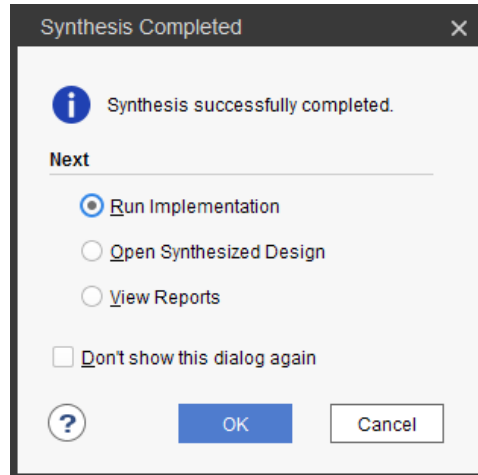 Synthesis Completed
Synthesis successfully completed.
Next
Run Implementation
Open Synthesized Design
View Reports
Don't show this dialog again
? OK Cancel